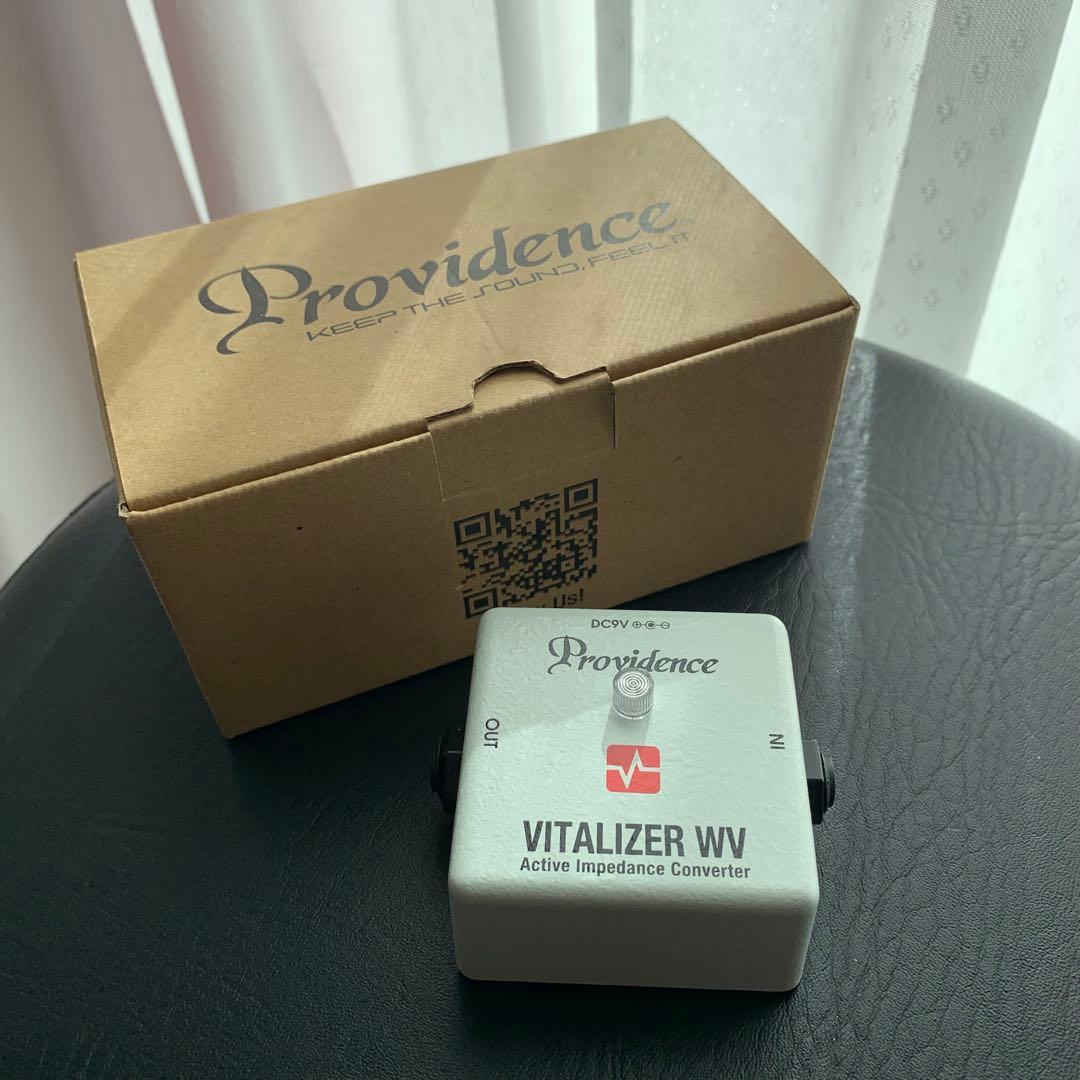 Providence
KEEP THE SOUND, FEEL IT
Us!
DC9V
Providence
OUT
IN
VITALIZER WV
Active Impedance Converter